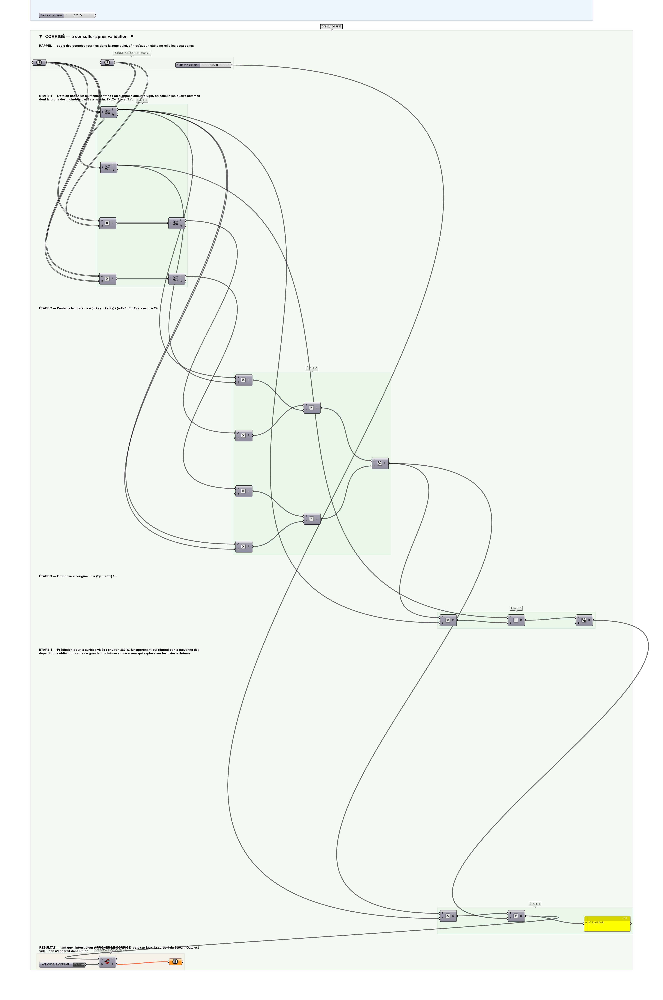 Surface a estimer 2.75
ZONE_CORRIGE
▼ CORRIGÉ — à consulter après validation ▼
RAPPEL — copie des données fournies dans la zone sujet, afin qu'aucun câble ne relie les deux zones
DONNÉES FOURNIES (copie)
Surface a estimer 2.75
ÉTAPE 1 — L'étalon natif d'un ajustement affine : on n'appelle aucun plugin, on calcule les quatre sommes
dont la droite des moindres carrés a besoin. Σx, Σy, Σxy et Σx².
ÉTAPE 1
I R Pr
I R Pr
A B R
I R Pr
A B R
I R Pr
ÉTAPE 2 — Pente de la droite : a = (n·Σxy − Σx·Σy) / (n·Σx² − Σx·Σx), avec n = 24
ÉTAPE 2
A B R
A B R
A B R
A B R
A B R
A B R
A B R
ÉTAPE 3 — Ordonnée à l'origine : b = (Σy − a·Σx) / n
ÉTAPE 3
A B R
A B R
A B R
ÉTAPE 4 — Prédiction pour la surface visée : environ 380 W. Un apprenant qui répond par la moyenne des
déperditions obtient un ordre de grandeur voisin — et une erreur qui explose sur les baies extrêmes.
ÉTAPE 4
A B R
A B R
{0}
0 379.63609
RÉSULTAT — tant que l'interrupteur AFFICHER LE CORRIGÉ reste sur faux, la sortie 1 du Stream Gate est
vide : rien n'apparaît dans Rhino
AFFICHAGE DU CORRIGÉ
AFFICHER LE CORRIGÉ False
S G 0 1